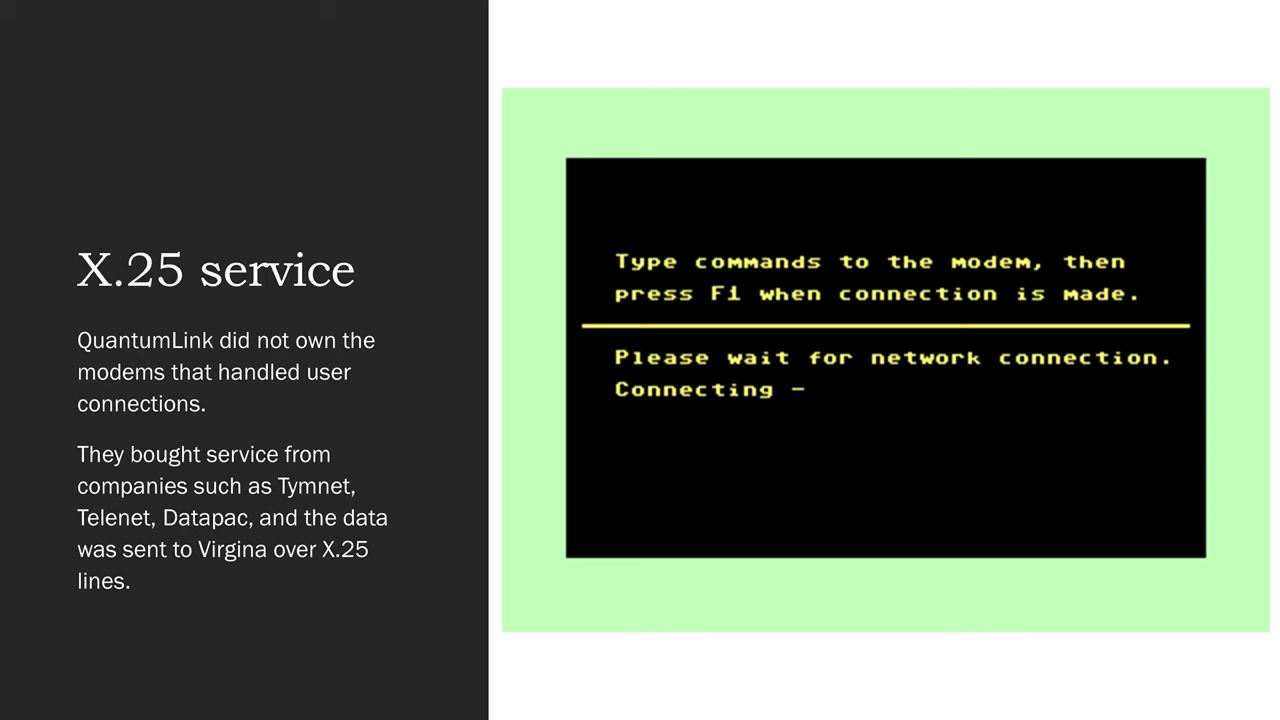 X.25 service
QuantumLink did not own the
modems that handled user
connections.
They bought service from
companies such as Tymnet,
Telenet, Datapac, and the data
was sent to Virgina over X.25
lines.
Type commands to the modem, then
press F1 when connection is made.
Please wait for network connection.
Connecting -